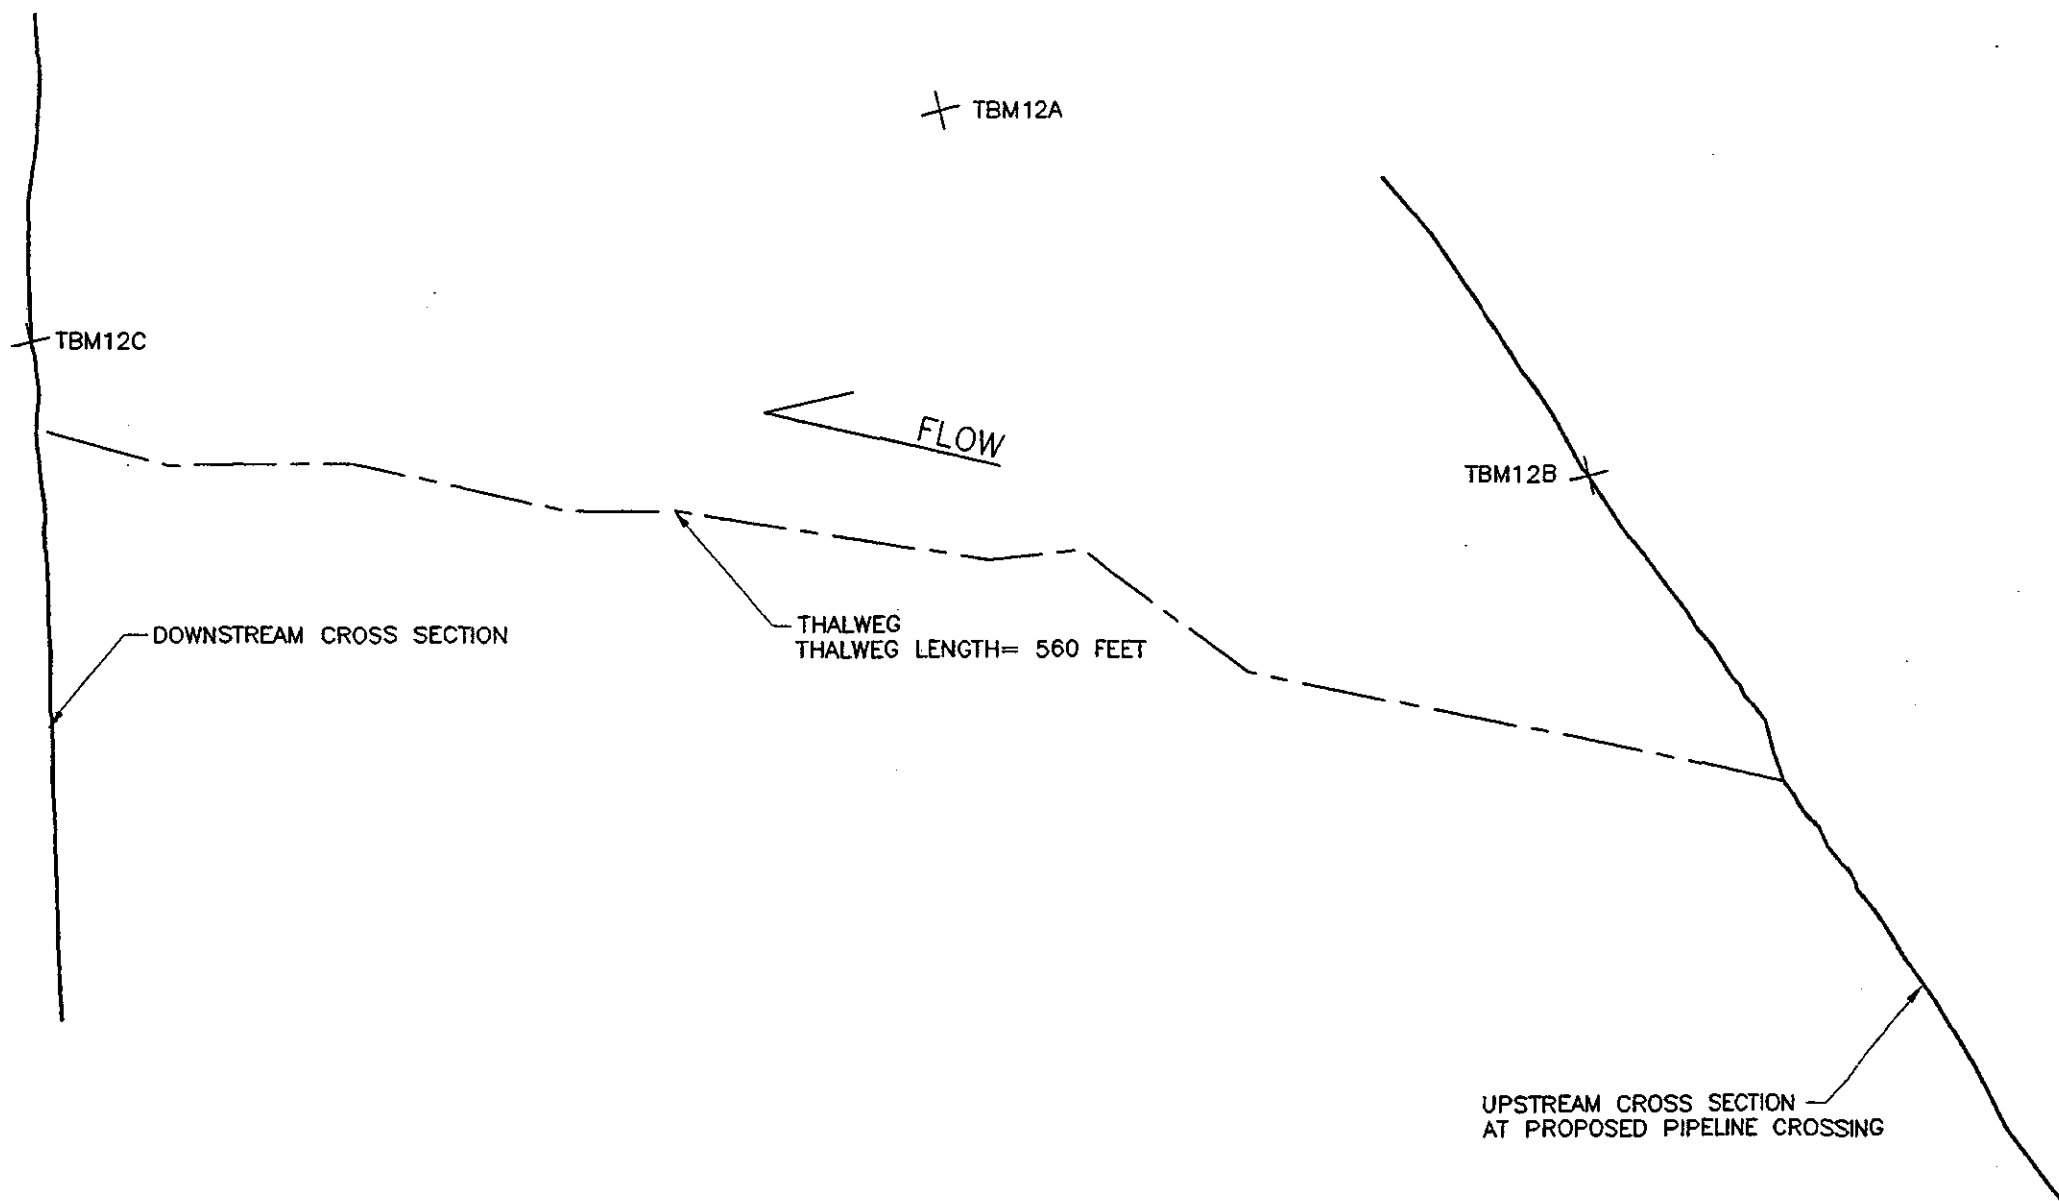 TBM12A
TBM12C
FLOW
TBM12B
DOWNSTREAM CROSS SECTION
THALWEG
THALWEG LENGTH= 560 FEET
UPSTREAM CROSS SECTION
AT PROPOSED PIPELINE CROSSING